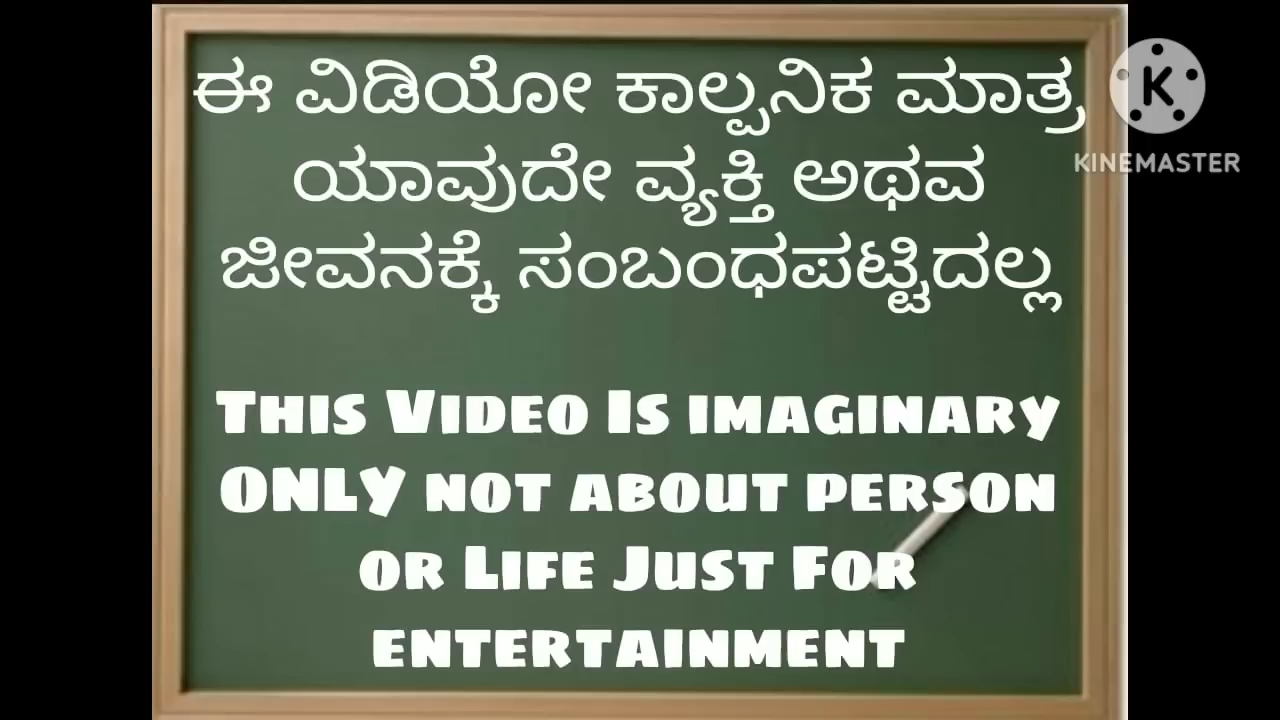 ಈ ವಿಡಿಯೋ ಕಾಲ್ಪನಿಕ ಮಾತ್ರ
ಯಾವುದೇ ವ್ಯಕ್ತಿ ಅಥವ
ಜೀವನಕ್ಕೆ ಸಂಬಂಧಪಟ್ಟಿದಲ್ಲ
This Video Is imaginary
ONLY not about person
or Life Just For
entertainment
K
KINEMASTER